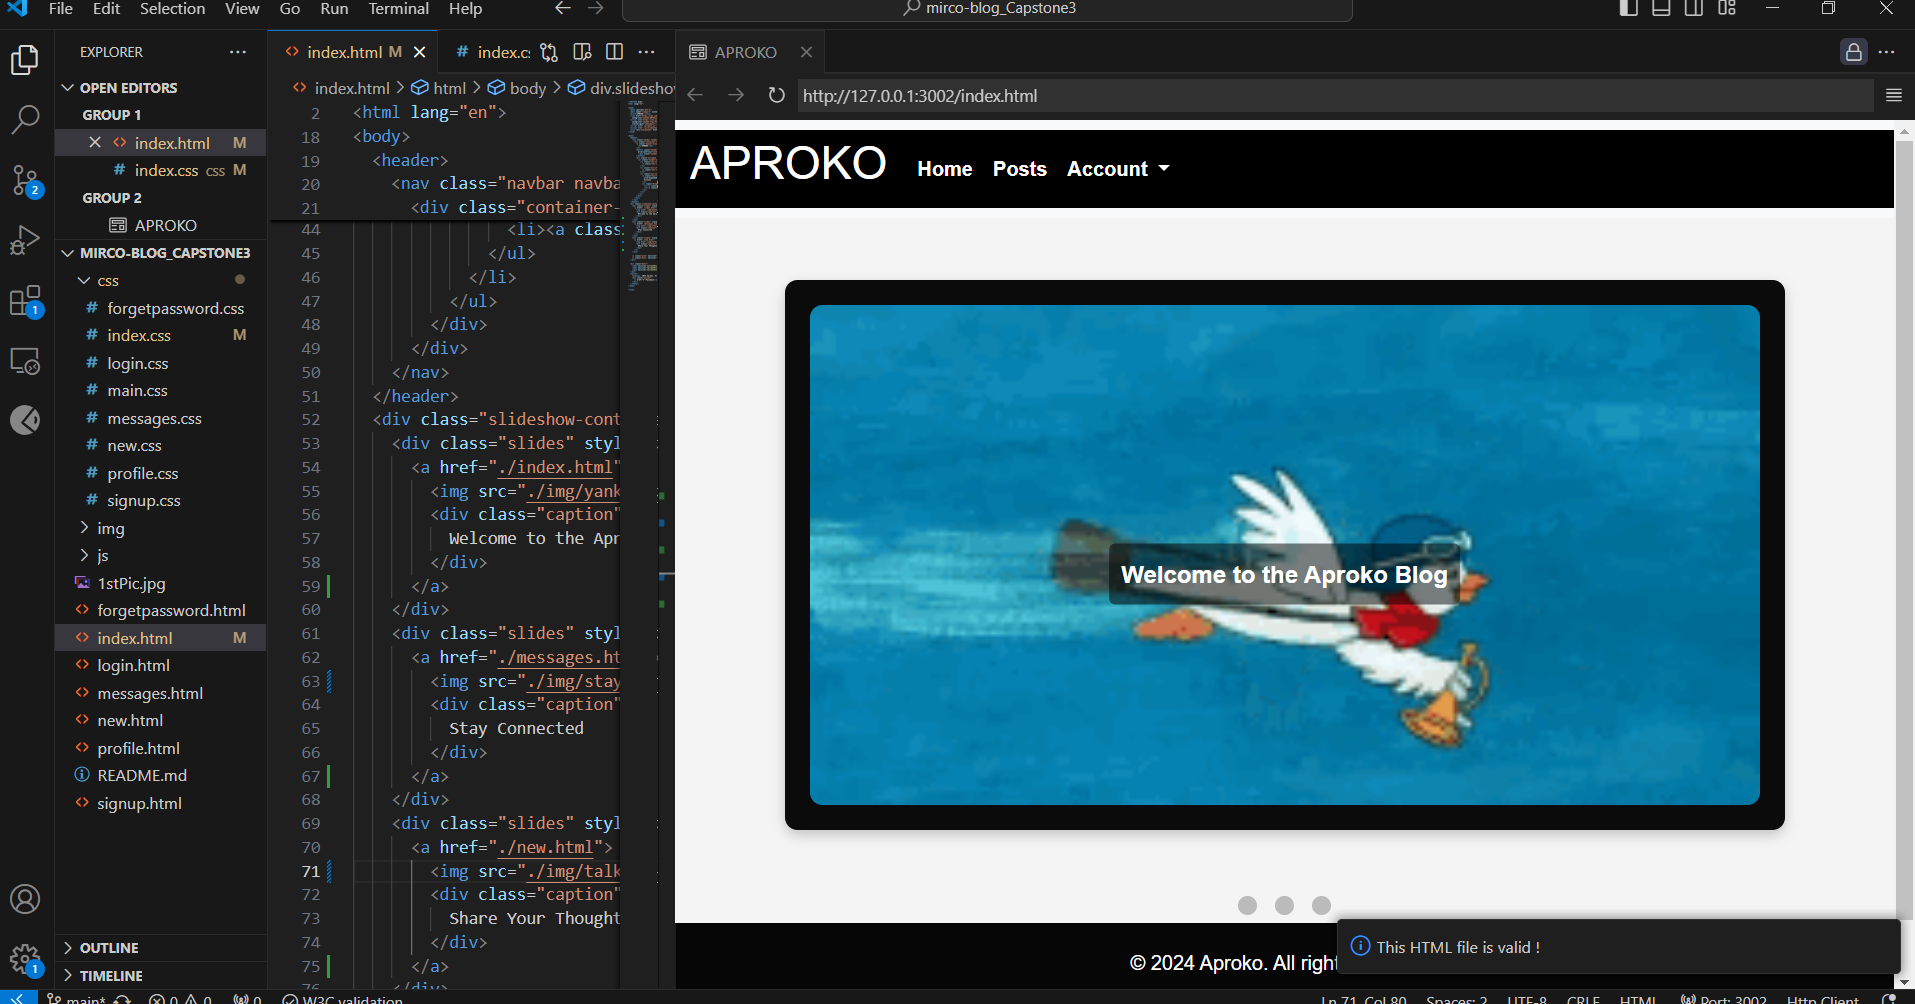 File Edit Selection View Go Run Terminal Help
mirco-blog_Capstone3
EXPLORER
OPEN EDITORS
GROUP 1
index.html M
index.css css M
GROUP 2
APROKO
MIRCO-BLOG_CAPSTONE3
css
forgetpassword.css
index.css M
login.css
main.css
messages.css
new.css
profile.css
signup.css
img
js
1stPic.jpg
forgetpassword.html
index.html M
login.html
messages.html
new.html
profile.html
README.md
signup.html
OUTLINE
TIMELINE
2
1
1
index.html M
# index.c
index.html > html > body > div.slidesho
2 <html lang="en">
18 <body>
19 <header>
20 <nav class="navbar navba
21 <div class="container-
44 <li><a class
45 </ul>
46 </li>
47 </ul>
48 </div>
49 </div>
50 </nav>
51 </header>
52 <div class="slideshow-cont
53 <div class="slides" styl
54 <a href="./index.html"
55 <img src="./img/yank
56 <div class="caption"
57 Welcome to the Apr
58 </div>
59 </a>
60 </div>
61 <div class="slides" styl
62 <a href="./messages.ht
63 <img src="./img/stay
64 <div class="caption"
65 Stay Connected
66 </div>
67 </a>
68 </div>
69 <div class="slides" styl
70 <a href="./new.html">
71 <img src="./img/talk
72 <div class="caption"
73 Share Your Thought
74 </div>
75 </a>
76 </div>
APROKO
http://127.0.0.1:3002/index.html
APROKO Home Posts Account
Welcome to the Aproko Blog
© 2024 Aproko. All right
This HTML file is valid !
main* 0 0 0 W3C validation
Ln 71, Col 80 Spaces: 2 UTF-8 CRLF HTML Port: 3002 Http Client